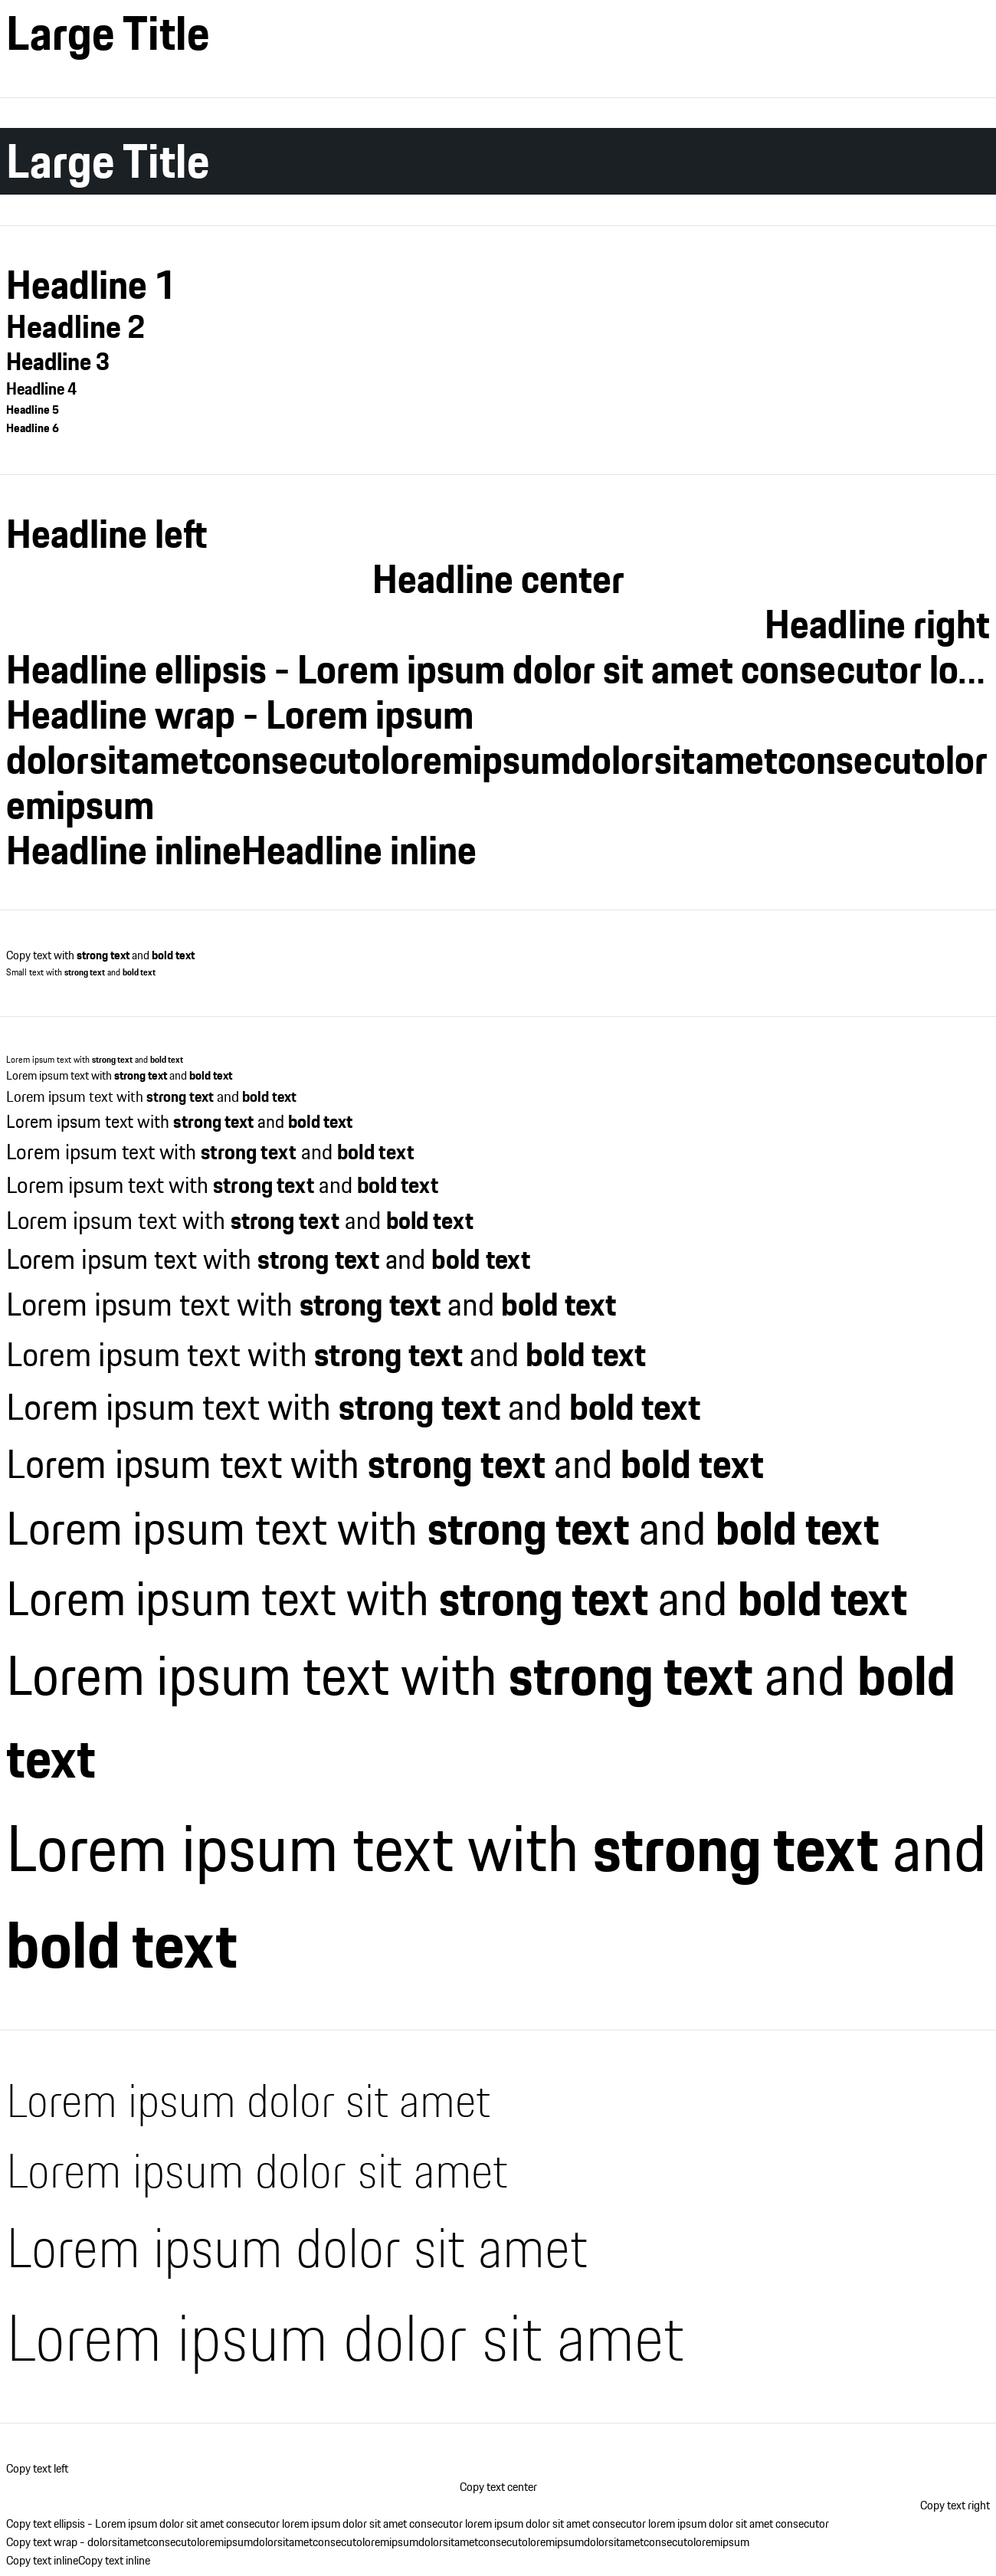 Large Title
Large Title
Headline 1
Headline 2
Headline 3
Headline 4
Headline 5
Headline 6
Headline left
Headline center
Headline right
Headline ellipsis - Lorem ipsum dolor sit amet consecutor lo...
Headline wrap - Lorem ipsum
dolorsitametconsecutoloremipsumdolorsitametconsecutolor
emipsum
Headline inlineHeadline inline
Copy text with strong text and bold text
Small text with strong text and bold text
Lorem ipsum text with strong text and bold text
Lorem ipsum text with strong text and bold text
Lorem ipsum text with strong text and bold text
Lorem ipsum text with strong text and bold text
Lorem ipsum text with strong text and bold text
Lorem ipsum text with strong text and bold text
Lorem ipsum text with strong text and bold text
Lorem ipsum text with strong text and bold text
Lorem ipsum text with strong text and bold text
Lorem ipsum text with strong text and bold text
Lorem ipsum text with strong text and bold text
Lorem ipsum text with strong text and bold text
Lorem ipsum text with strong text and bold text
Lorem ipsum text with strong text and bold text
Lorem ipsum text with strong text and bold
text
Lorem ipsum text with strong text and
bold text
Lorem ipsum dolor sit amet
Lorem ipsum dolor sit amet
Lorem ipsum dolor sit amet
Lorem ipsum dolor sit amet
Copy text left
Copy text center
Copy text right
Copy text ellipsis - Lorem ipsum dolor sit amet consecutor lorem ipsum dolor sit amet consecutor lorem ipsum dolor sit amet consecutor lorem ipsum dolor sit amet consecutor
Copy text wrap - dolorsitametconsecutoloremipsumdolorsitametconsecutoloremipsumdolorsitametconsecutoloremipsumdolorsitametconsecutoloremipsum
Copy text inlineCopy text inline